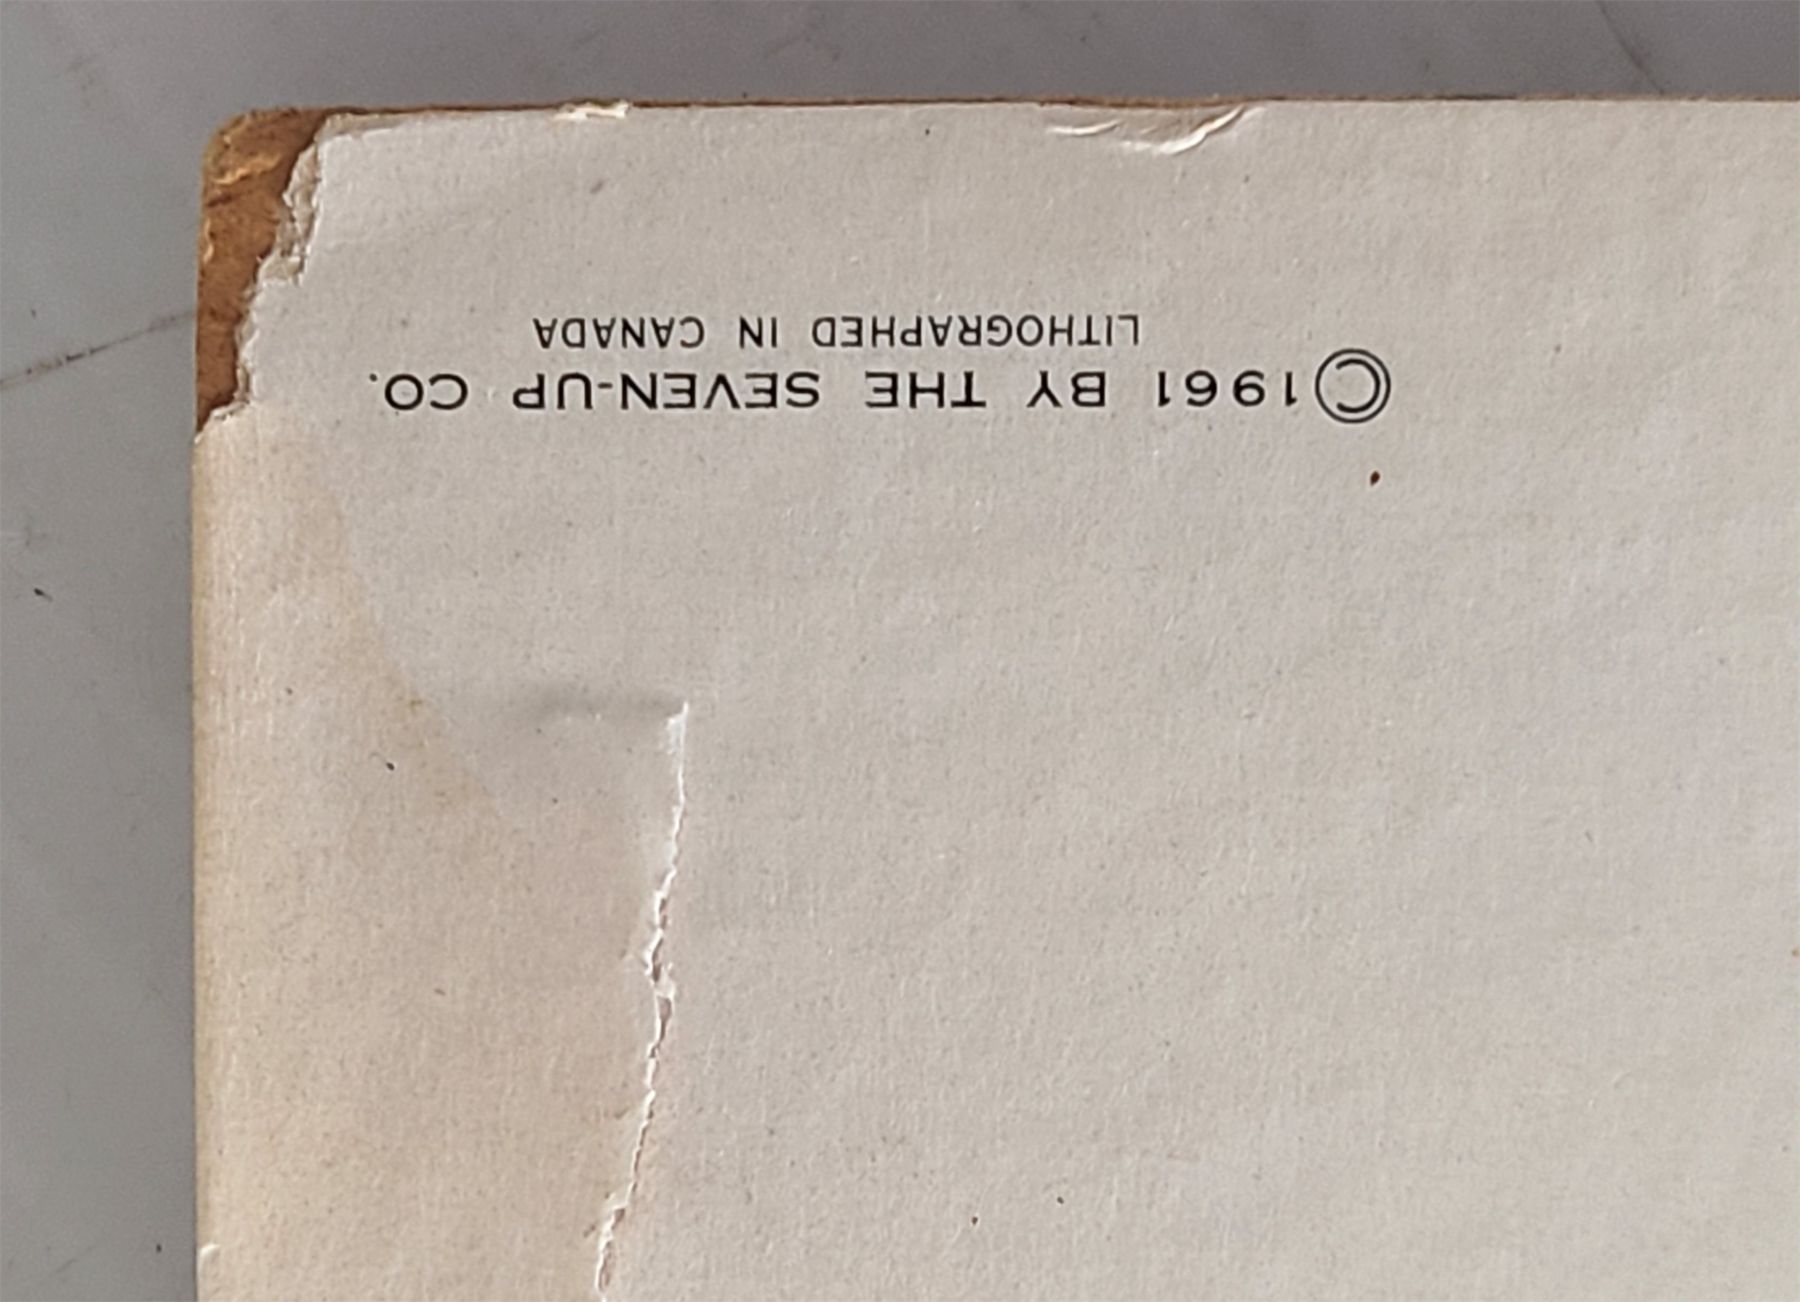 ©1961 BY THE SEVEN-UP CO.
LITHOGRAPHED IN CANADA